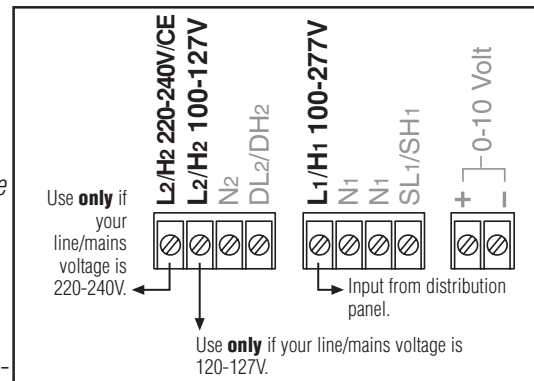 L2/H2 220-240V/CE
L2/H2 100-127V
N2
DL2/DH2
L1/H1 100-277V
N1
N1
SL1/SH1
+
–
0-10 Volt
e
Use only if
your
line/mains
voltage is
220-240V.
Input from distribution
panel.
Use only if your line/mains voltage is
120-127V.
-